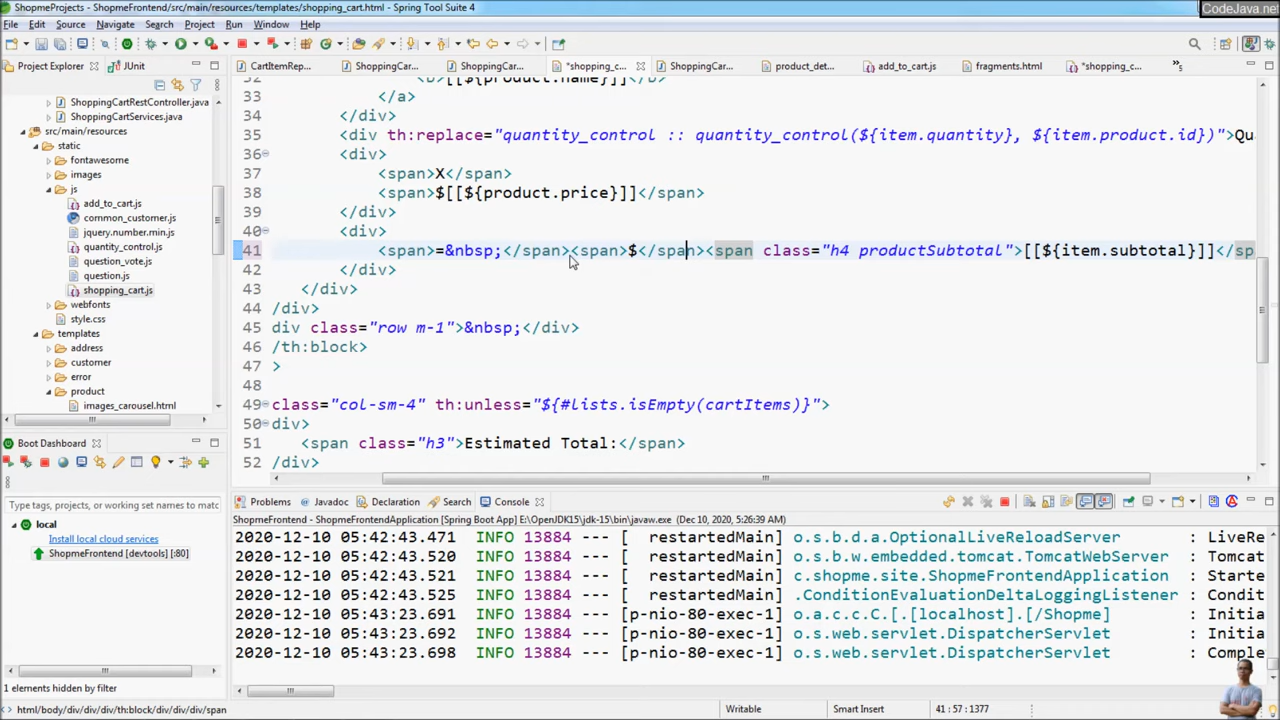 ShopmeProjects - ShopmeFrontend/src/main/resources/templates/shopping_cart.html - Spring Tool Suite 4
CodeJava.net
File Edit Source Navigate Search Project Run Window Help
Project Explorer JUnit
CartItemRep... ShoppingCar... ShoppingCar... *shopping_c... ShoppingCar... product_det... add_to_cart.js fragments.html *shopping_c... »5
ShoppingCartRestController.java
ShoppingCartServices.java
src/main/resources
static
fontawesome
images
js
add_to_cart.js
common_customer.js
jquery.number.min.js
quantity_control.js
question_vote.js
question.js
shopping_cart.js
webfonts
style.css
templates
address
customer
error
product
images_carousel.html
32 <b>[[${product.name}]]</b>
33 </a>
34 </div>
35 <div th:replace="quantity_control :: quantity_control(${item.quantity}, ${item.product.id})">Qua
36 <div>
37 <span>X</span>
38 <span>$[[${product.price}]]</span>
39 </div>
40 <div>
41 <span>=&nbsp;</span><span>$</span><span class="h4 productSubtotal">[[${item.subtotal}]]</sp
42 </div>
43 </div>
44 /div>
45 div class="row m-1">&nbsp;</div>
46 /th:block>
47 >
48
49 class="col-sm-4" th:unless="${#lists.isEmpty(cartItems)}">
50 div>
51 <span class="h3">Estimated Total:</span>
52 /div>
Boot Dashboard
Type tags, projects, or working set names to matc
local
Install local cloud services
ShopmeFrontend [devtools] [:80]
1 elements hidden by filter
Problems Javadoc Declaration Search Console
ShopmeFrontend - ShopmeFrontendApplication [Spring Boot App] E:\OpenJDK15\jdk-15\bin\javaw.exe (Dec 10, 2020, 5:26:39 AM)
2020-12-10 05:42:43.471 INFO 13884 --- [ restartedMain] o.s.b.d.a.OptionalLiveReloadServer : LiveRe
2020-12-10 05:42:43.520 INFO 13884 --- [ restartedMain] o.s.b.w.embedded.tomcat.TomcatWebServer : Tomcat
2020-12-10 05:42:43.521 INFO 13884 --- [ restartedMain] c.shopme.site.ShopmeFrontendApplication : Starte
2020-12-10 05:42:43.525 INFO 13884 --- [ restartedMain] .ConditionEvaluationDeltaLoggingListener : Condit
2020-12-10 05:43:23.691 INFO 13884 --- [p-nio-80-exec-1] o.a.c.c.C.[.[localhost].[/Shopme] : Initia
2020-12-10 05:43:23.692 INFO 13884 --- [p-nio-80-exec-1] o.s.web.servlet.DispatcherServlet : Initia
2020-12-10 05:43:23.698 INFO 13884 --- [p-nio-80-exec-1] o.s.web.servlet.DispatcherServlet : Comple
html/body/div/div/div/th:block/div/div/div/span
Writable Smart Insert 41 : 57 : 1377